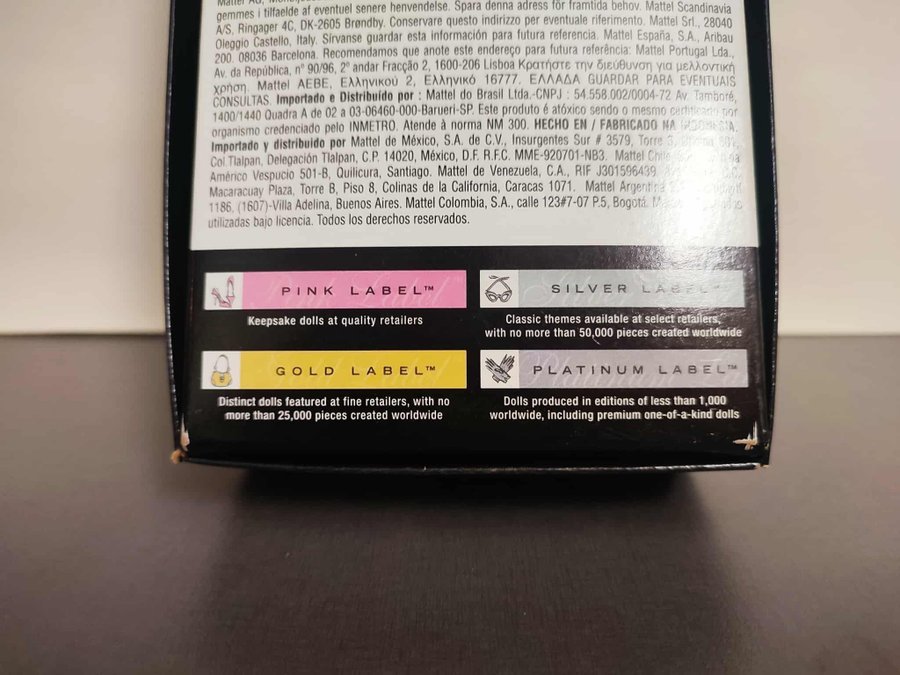 gemmes i tilfaelde af eventuel senere henvendelse. Spara denna adress för framtida behov. Mattel Scandinavia
A/S, Ringager 4C, DK-2605 Brøndby. Conservare questo indirizzo per eventuale riferimento. Mattel Srl., 28040
Oleggio Castello, Italy. Sírvanse guardar esta información para futura referencia. Mattel España, S.A., Aribau
200. 08036 Barcelona. Recomendamos que anote este endereço para futura referência: Mattel Portugal Lda.,
Av. da República, n° 90/96, 2° andar Fracção 2, 1600-206 Lisboa Κρατήστε την διεύθυνση για μελλοντική
χρήση. Mattel AEBE, Ελληνικού 2, Ελληνικό 16777. ΕΛΛΑΔΑ GUARDAR PARA EVENTUAIS
CONSULTAS. Importado e Distribuído por : Mattel do Brasil Ltda.-CNPJ : 54.558.002/0004-72 Av. Tamboré,
1400/1440 Quadra A de 02 a 03-06460-000-Barueri-SP. Este produto é atóxico sendo o mesmo certificado por
organismo credenciado pelo INMETRO. Atende à norma NM 300. HECHO EN / FABRICADO NA INDONESIA.
Importado y distribuido por Mattel de México, S.A. de C.V., Insurgentes Sur # 3579, Torre 3,
Col Tlalpan, Delegación Tlalpan, C.P. 14020, México, D.F. R.F.C. MME-920701-NB3. Mattel
Américo Vespucio 501-B, Quilicura, Santiago. Mattel de Venezuela, C.A., RIF J301596439,
Macaracuay Plaza, Torre B, Piso 8, Colinas de la California, Caracas 1071. Mattel Argentina
1186, (1607)-Villa Adelina, Buenos Aires. Mattel Colombia, S.A., calle 123#7-07 P.5, Bogotá.
utilizadas bajo licencia. Todos los derechos reservados.
PINK LABEL™
Keepsake dolls at quality retailers
SILVER LABEL™
Classic themes available at select retailers,
with no more than 50,000 pieces created worldwide
GOLD LABEL™
Distinct dolls featured at fine retailers, with no
more than 25,000 pieces created worldwide
PLATINUM LABEL™
Dolls produced in editions of less than 1,000
worldwide, including premium one-of-a-kind dolls